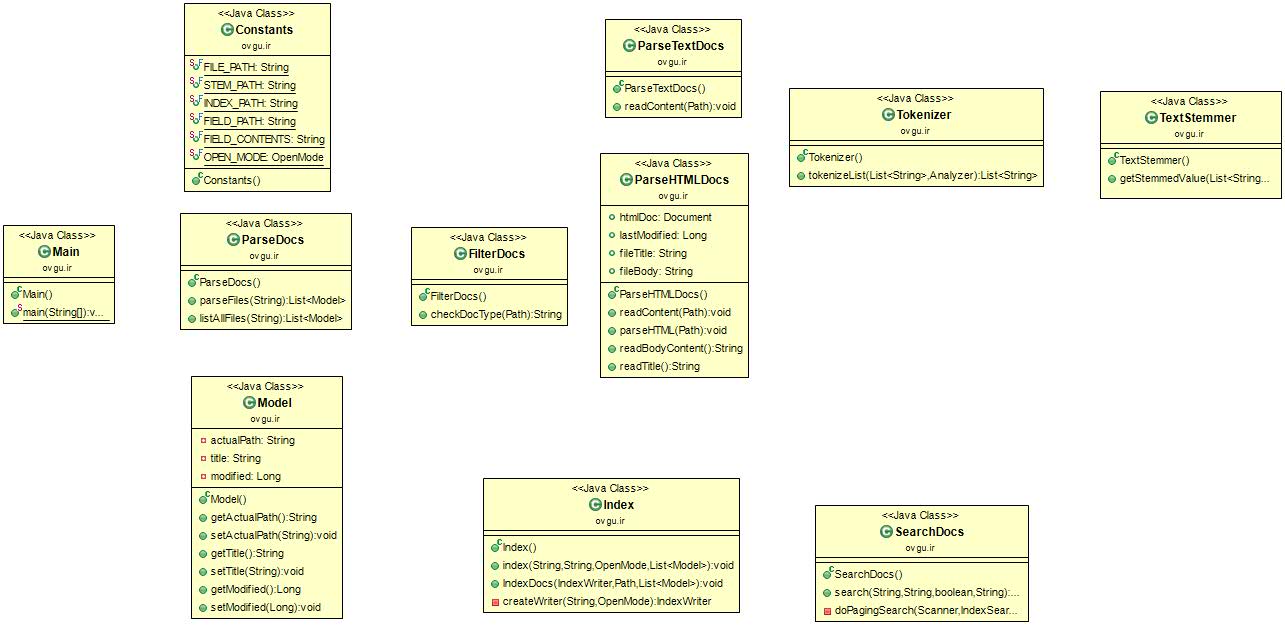 <<Java Class>>
Constants
ovgu.ir
FILE_PATH: String
STEM_PATH: String
INDEX_PATH: String
FIELD_PATH: String
FIELD_CONTENTS: String
OPEN_MODE: OpenMode
Constants()
<<Java Class>>
ParseTextDocs
ovgu.ir
ParseTextDocs()
readContent(Path):void
<<Java Class>>
Tokenizer
ovgu.ir
Tokenizer()
tokenizeList(List<String>,Analyzer):List<String>
<<Java Class>>
TextStemmer
ovgu.ir
TextStemmer()
getStemmedValue(List<String...
<<Java Class>>
ParseHTMLDocs
ovgu.ir
htmlDoc: Document
lastModified: Long
fileTitle: String
fileBody: String
ParseHTMLDocs()
readContent(Path):void
parseHTML(Path):void
readBodyContent():String
readTitle():String
<<Java Class>>
Main
ovgu.ir
Main()
main(String[]):v...
<<Java Class>>
ParseDocs
ovgu.ir
ParseDocs()
parseFiles(String):List<Model>
listAllFiles(String):List<Model>
<<Java Class>>
FilterDocs
ovgu.ir
FilterDocs()
checkDocType(Path):String
<<Java Class>>
Model
ovgu.ir
actualPath: String
title: String
modified: Long
Model()
getActualPath():String
setActualPath(String):void
getTitle():String
setTitle(String):void
getModified():Long
setModified(Long):void
<<Java Class>>
Index
ovgu.ir
Index()
index(String,String,OpenMode,List<Model>):void
IndexDocs(IndexWriter,Path,List<Model>):void
createWriter(String,OpenMode):IndexWriter
<<Java Class>>
SearchDocs
ovgu.ir
SearchDocs()
search(String,String,boolean,String):...
doPagingSearch(Scanner,IndexSear...